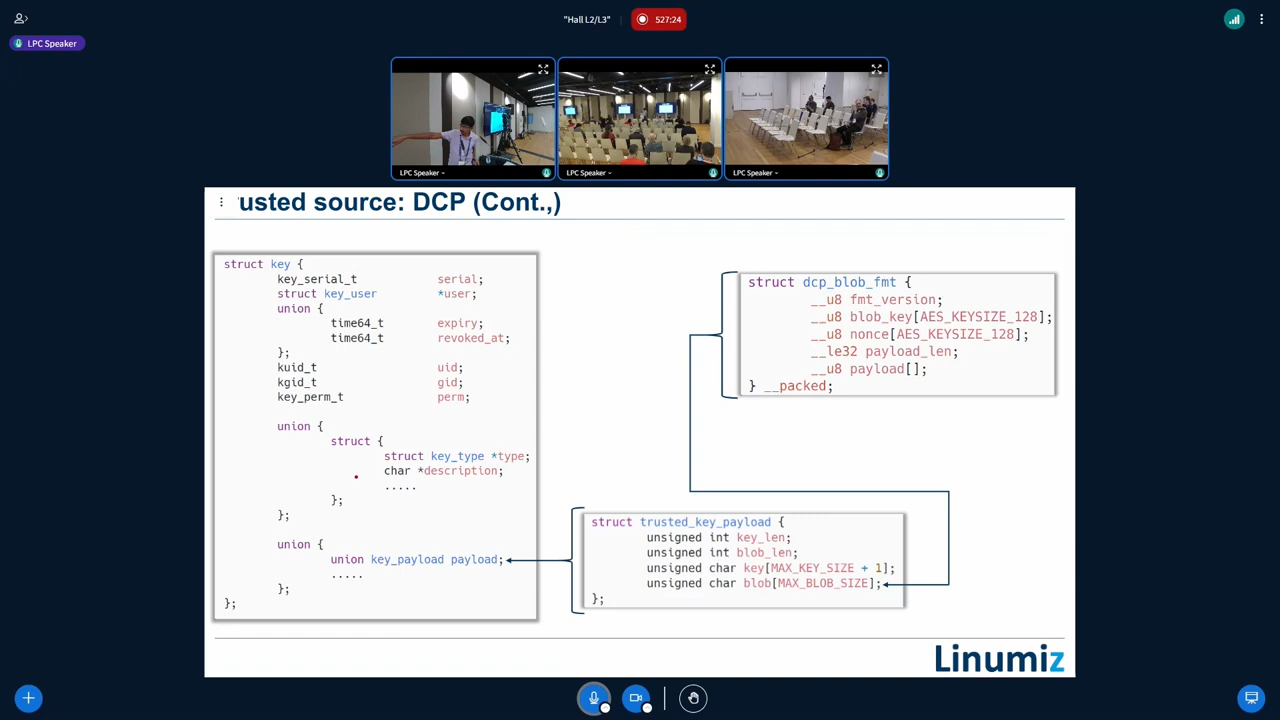 "Hall L2/L3"
527:24
LPC Speaker
LPC Speaker
LPC Speaker
LPC Speaker
usted source: DCP (Cont.,)
struct key {
key_serial_t serial;
struct key_user *user;
union {
time64_t expiry;
time64_t revoked_at;
};
kuid_t uid;
kgid_t gid;
key_perm_t perm;
union {
struct {
struct key_type *type;
char *description;
.....
};
};
union {
union key_payload payload;
.....
};
};
struct dcp_blob_fmt {
__u8 fmt_version;
__u8 blob_key[AES_KEYSIZE_128];
__u8 nonce[AES_KEYSIZE_128];
__le32 payload_len;
__u8 payload[];
} __packed;
struct trusted_key_payload {
unsigned int key_len;
unsigned int blob_len;
unsigned char key[MAX_KEY_SIZE + 1];
unsigned char blob[MAX_BLOB_SIZE];
};
Linumiz